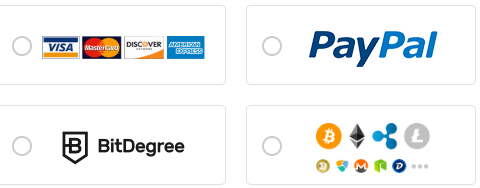 VISA MasterCard DISCOVER AMERICAN EXPRESS
PayPal
BitDegree